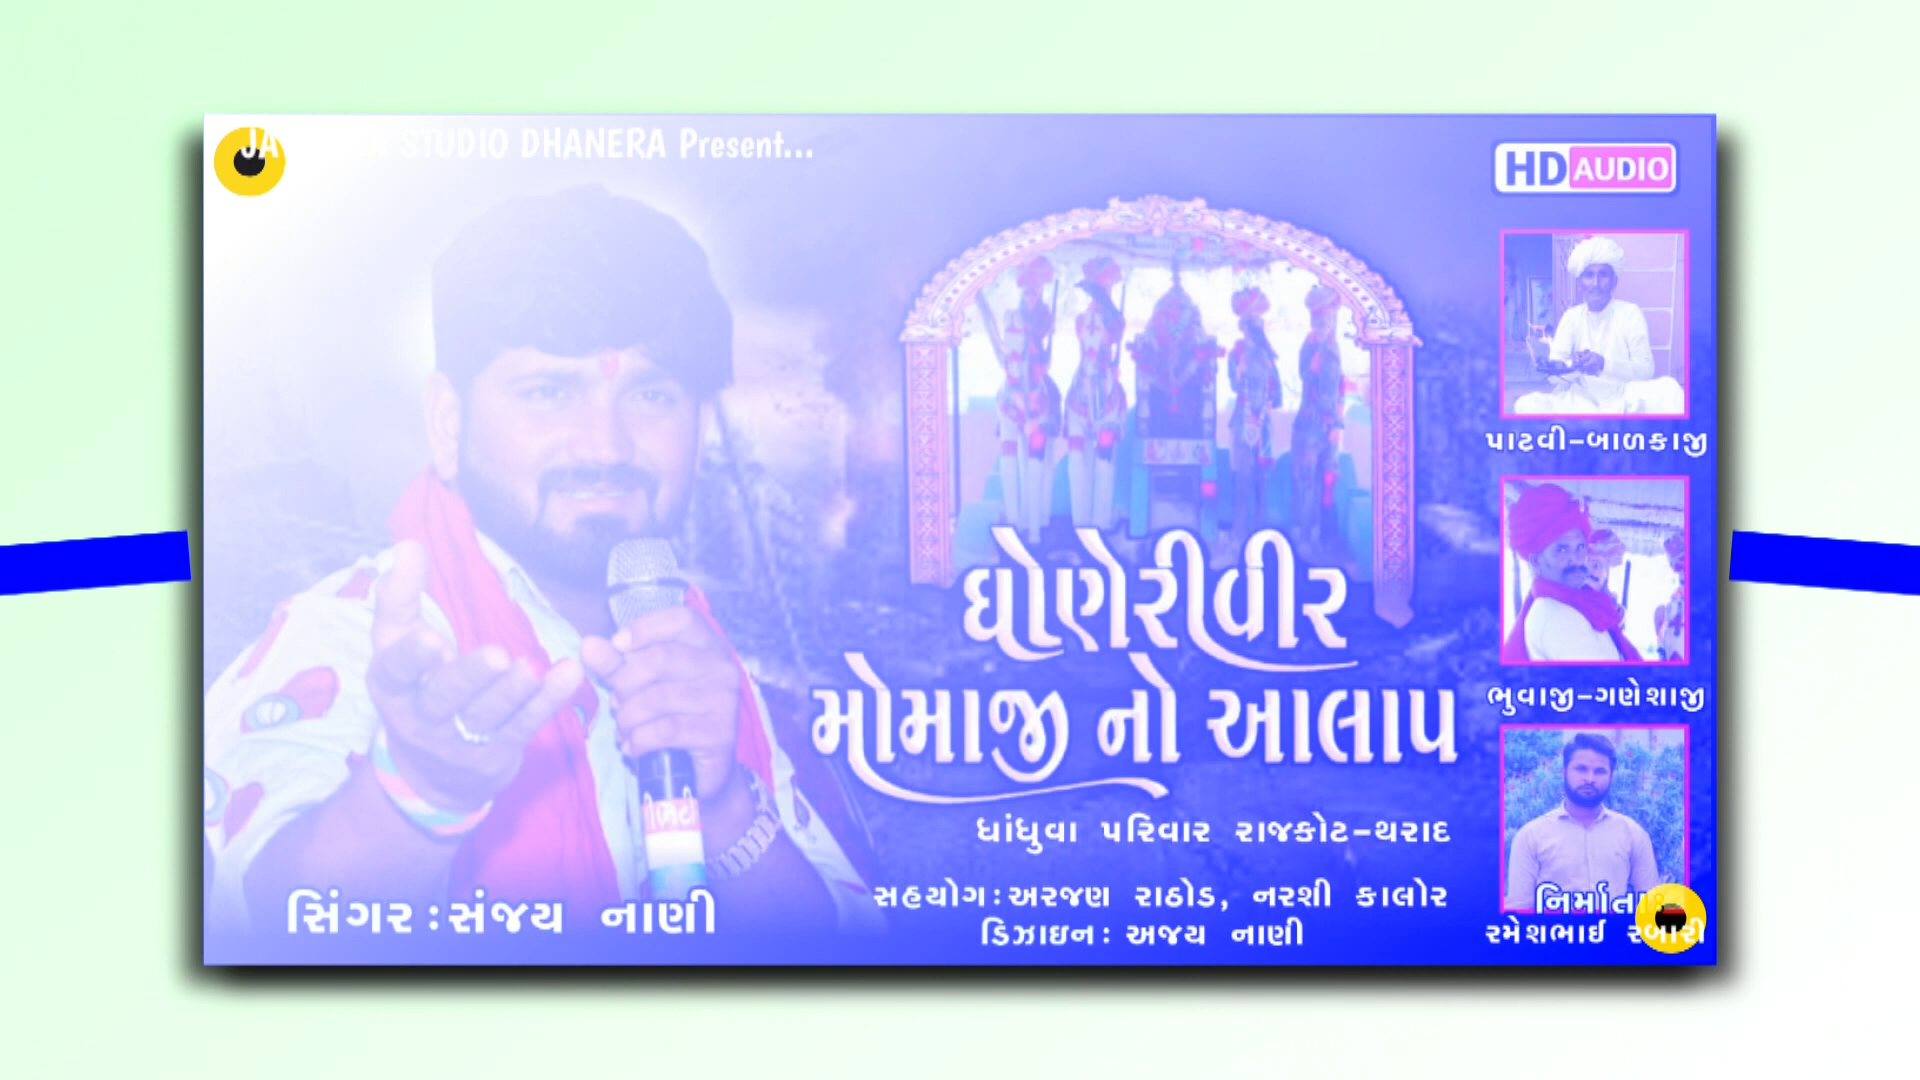 STUDIO DHANERA Present...
HD AUDIO
પાટવી-બાળકાજી
ભુવાજી-ગણેશાજી
ઘોણેરીવીર
મોમાજી નો આલાપ
ધાંધુવા પરિવાર રાજકોટ-થરાદ
સહયોગ:અરજણ રાઠોડ, નરશી કાલોર
ડિઝાઇન: અજય નાણી
સિંગર:સંજય નાણી
નિર્માતા:
રમેશભાઈ રબારી